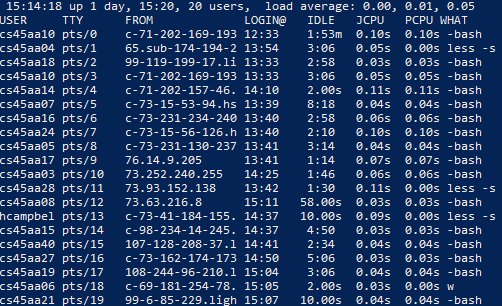 15:14:18 up 1 day, 15:20, 20 users, load average: 0.00, 0.01, 0.05
USER TTY FROM LOGIN@ IDLE JCPU PCPU WHAT
cs45aa10 pts/0 c-71-202-169-193 12:33 1:53m 0.10s 0.10s -bash
cs45aa04 pts/1 65.sub-174-194-2 13:54 3:06 0.05s 0.00s less -s
cs45aa18 pts/2 99-119-199-17.li 13:33 2:58 0.03s 0.03s -bash
cs45aa10 pts/3 c-71-202-169-193 13:33 3:06 0.05s 0.05s -bash
cs45aa14 pts/4 c-71-202-157-46. 14:10 2.00s 0.11s 0.11s -bash
cs45aa07 pts/5 c-73-15-53-94.hs 13:39 8:18 0.04s 0.04s -bash
cs45aa16 pts/6 c-73-231-234-240 13:40 2:58 0.06s 0.06s -bash
cs45aa24 pts/7 c-73-15-56-126.h 13:40 2:10 0.10s 0.10s -bash
cs45aa05 pts/8 c-73-231-130-237 13:41 3:14 0.04s 0.04s -bash
cs45aa17 pts/9 76.14.9.205 13:41 1:14 0.07s 0.07s -bash
cs45aa03 pts/10 73.252.240.255 14:25 1:46 0.06s 0.06s -bash
cs45aa28 pts/11 73.93.152.138 13:42 1:30 0.11s 0.00s less -s
cs45aa08 pts/12 73.63.216.8 15:11 58.00s 0.03s 0.03s -bash
hcampbel pts/13 c-73-41-184-155. 14:37 10.00s 0.09s 0.00s less -s
cs45aa15 pts/14 c-98-234-14-245. 14:37 4:50 0.03s 0.03s -bash
cs45aa40 pts/15 107-128-208-37.l 14:41 2:34 0.04s 0.04s -bash
cs45aa27 pts/16 c-73-162-174-173 14:50 5:06 0.03s 0.03s -bash
cs45aa19 pts/17 108-244-96-210.l 15:04 3:06 0.03s 0.03s -bash
cs45aa06 pts/18 c-69-181-254-78. 15:05 2.00s 0.03s 0.00s w
cs45aa21 pts/19 99-6-85-229.ligh 15:07 10.00s 0.04s 0.04s -bash